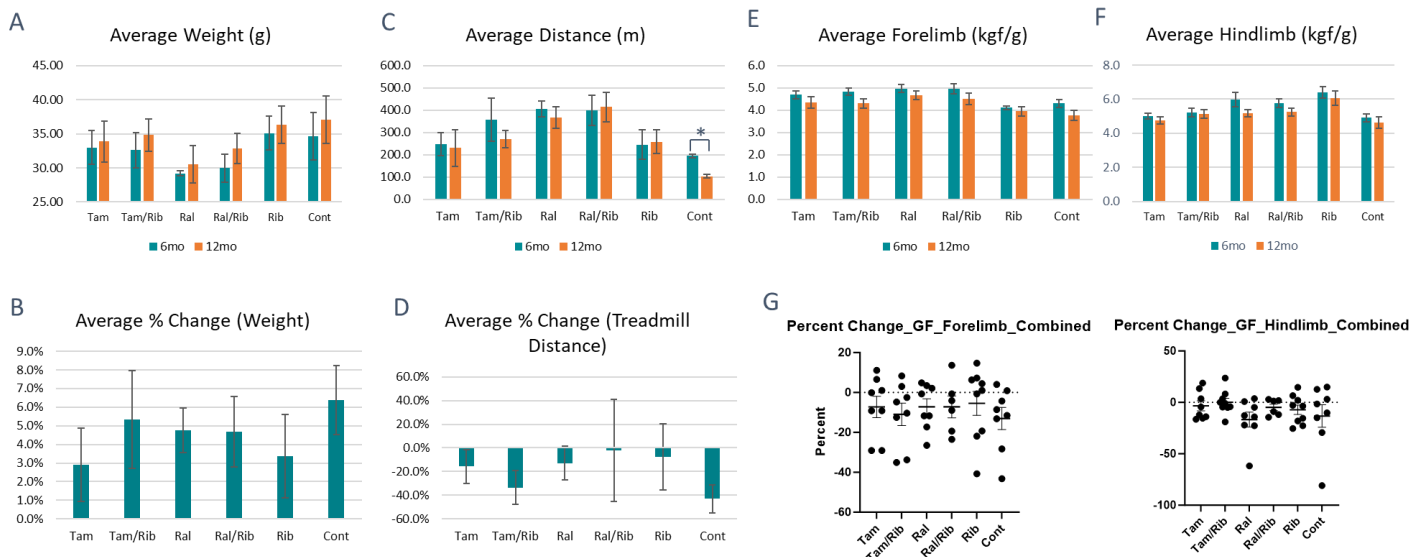 A
Average Weight (g)
45.00
40.00
35.00
30.00
25.00
Tam Tam/Rib Ral Ral/Rib Rib Cont
6mo 12mo
C
Average Distance (m)
600.0
500.0
400.0
300.0
200.0
100.0
0.0
*
Tam Tam/Rib Ral Ral/Rib Rib Cont
6mo 12mo
E
Average Forelimb (kgf/g)
6.0
5.0
4.0
3.0
2.0
1.0
0.0
Tam Tam/Rib Ral Ral/Rib Rib Cont
6mo 12mo
F
Average Hindlimb (kgf/g)
8.0
6.0
4.0
2.0
0.0
Tam Tam/Rib Ral Ral/Rib Rib Cont
6mo 12mo
B
Average % Change (Weight)
9.0%
8.0%
7.0%
6.0%
5.0%
4.0%
3.0%
2.0%
1.0%
0.0%
Tam Tam/Rib Ral Ral/Rib Rib Cont
D
Average % Change (Treadmill
Distance)
60.0%
40.0%
20.0%
0.0%
-20.0%
-40.0%
-60.0%
Tam Tam/Rib Ral Ral/Rib Rib Cont
G
Percent Change_GF_Forelimb_Combined
Percent
20
0
-20
-40
-60
Tam Tam/Rib Ral Ral/Rib Rib Cont
Percent Change_GF_Hindlimb_Combined
50
0
-50
-100
Tam Tam/Rib Ral Ral/Rib Rib Cont